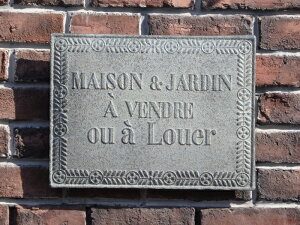 MAISON & JARDIN
À VENDRE
ou à Louer